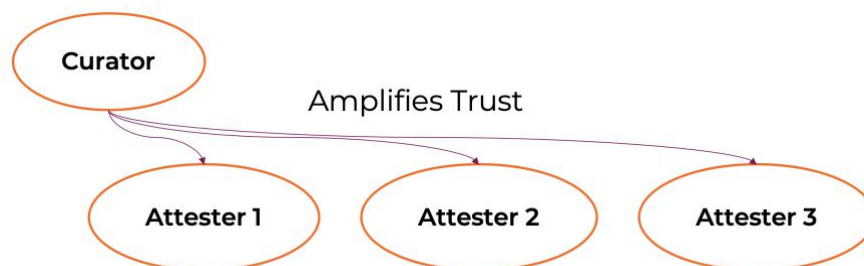 Curator
Amplifies Trust
Attester 1
Attester 2
Attester 3